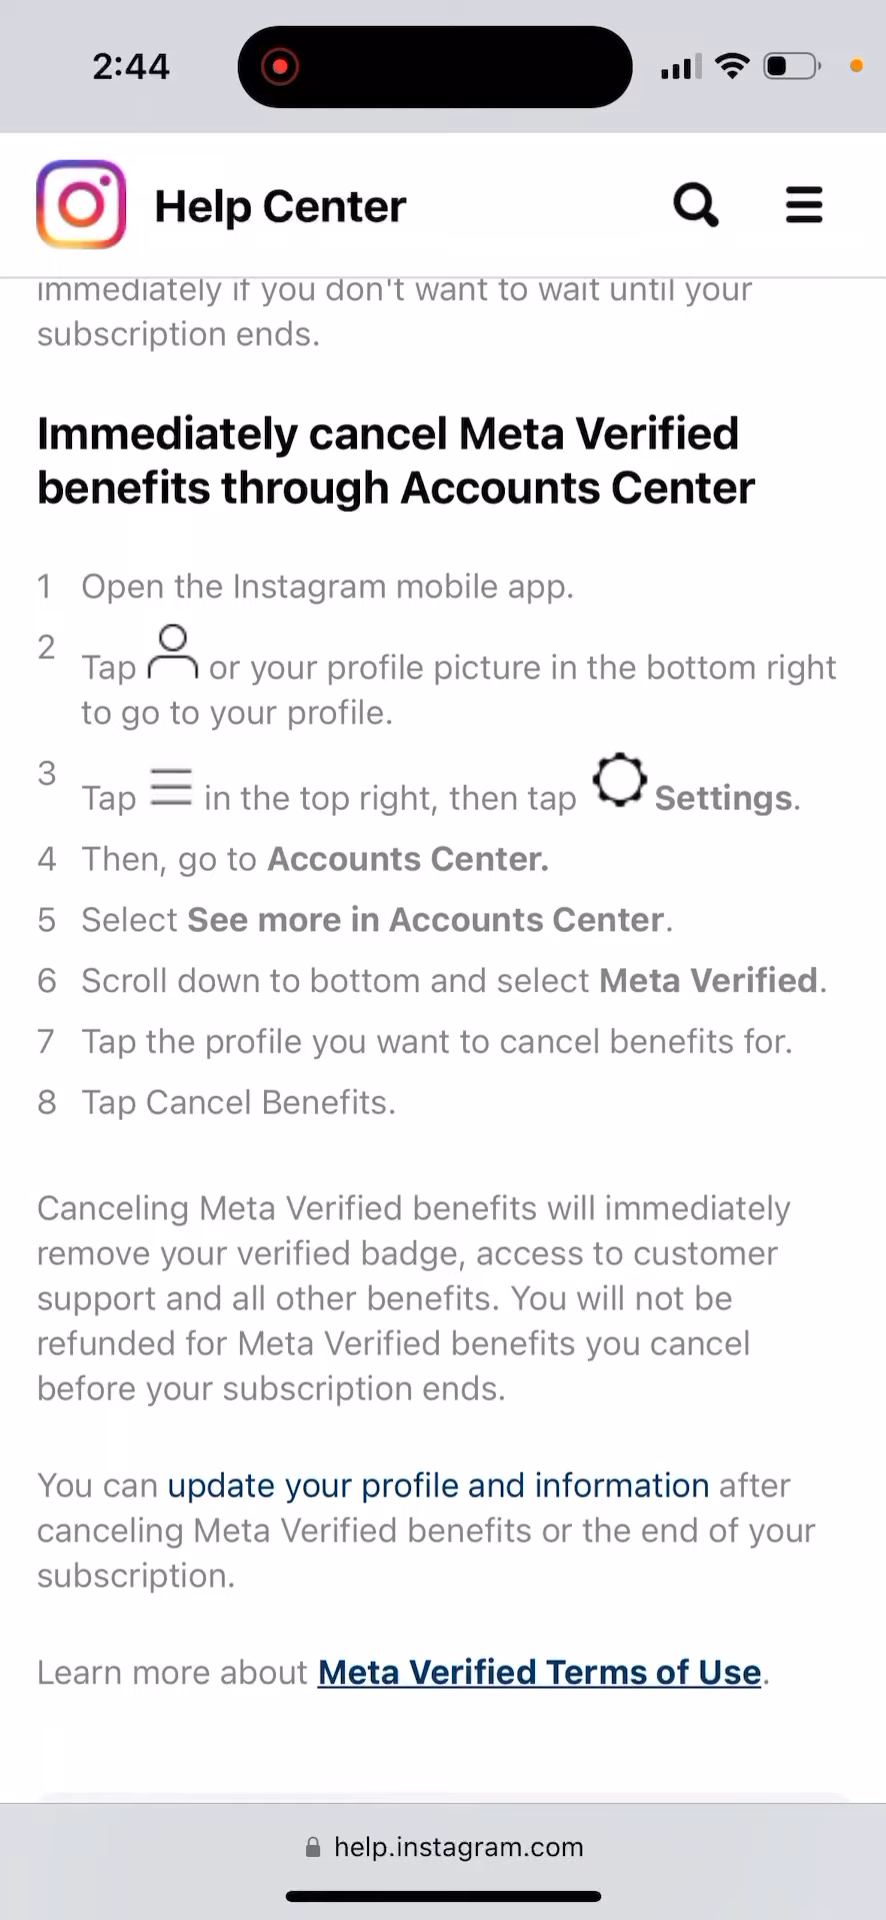 2:44
Help Center
immediately if you don't want to wait until your
subscription ends.
Immediately cancel Meta Verified
benefits through Accounts Center
1 Open the Instagram mobile app.
2 Tap or your profile picture in the bottom right
to go to your profile.
3 Tap in the top right, then tap Settings.
4 Then, go to Accounts Center.
5 Select See more in Accounts Center.
6 Scroll down to bottom and select Meta Verified.
7 Tap the profile you want to cancel benefits for.
8 Tap Cancel Benefits.
Canceling Meta Verified benefits will immediately
remove your verified badge, access to customer
support and all other benefits. You will not be
refunded for Meta Verified benefits you cancel
before your subscription ends.
You can update your profile and information after
canceling Meta Verified benefits or the end of your
subscription.
Learn more about Meta Verified Terms of Use.
help.instagram.com